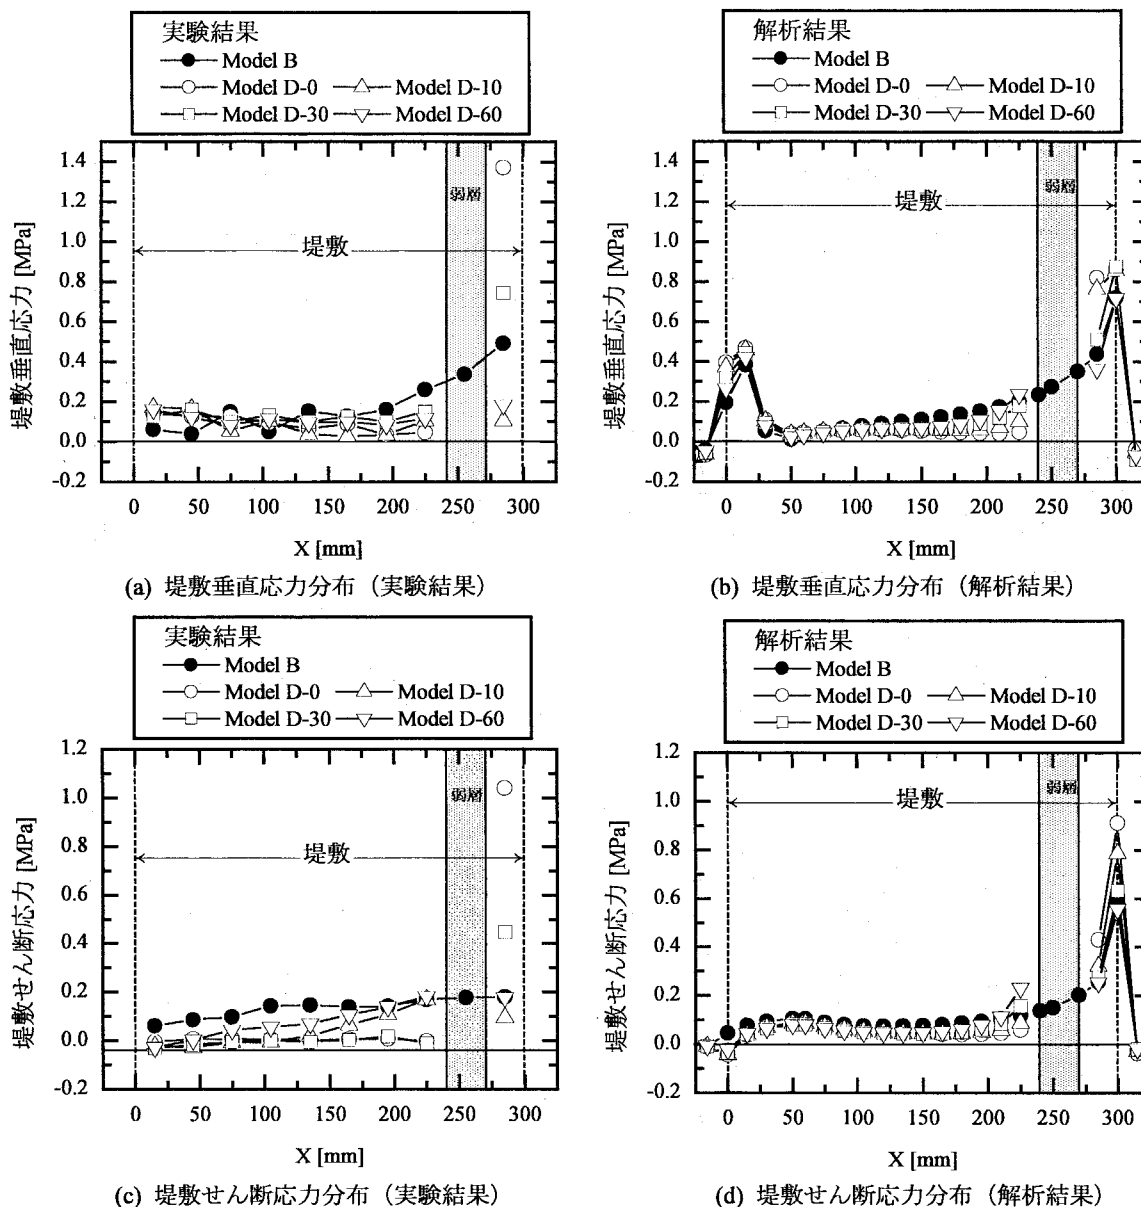 実験結果
Model B
Model D-0 Model D-10
Model D-30 Model D-60
1.4
1.2
1.0
0.8
0.6
0.4
0.2
0.0
-0.2
堤敷垂直応力 [MPa]
弱層
堤敷
0 50 100 150 200 250 300
X [mm]
(a) 堤敷垂直応力分布（実験結果）
解析結果
Model B
Model D-0 Model D-10
Model D-30 Model D-60
1.4
1.2
1.0
0.8
0.6
0.4
0.2
0.0
-0.2
堤敷垂直応力 [MPa]
弱層
堤敷
0 50 100 150 200 250 300
X [mm]
(b) 堤敷垂直応力分布（解析結果）
実験結果
Model B
Model D-0 Model D-10
Model D-30 Model D-60
1.2
1.0
0.8
0.6
0.4
0.2
0.0
-0.2
堤敷せん断応力 [MPa]
弱層
堤敷
0 50 100 150 200 250 300
X [mm]
(c) 堤敷せん断応力分布（実験結果）
解析結果
Model B
Model D-0 Model D-10
Model D-30 Model D-60
1.2
1.0
0.8
0.6
0.4
0.2
0.0
-0.2
堤敷せん断応力 [MPa]
弱層
堤敷
0 50 100 150 200 250 300
X [mm]
(d) 堤敷せん断応力分布（解析結果）